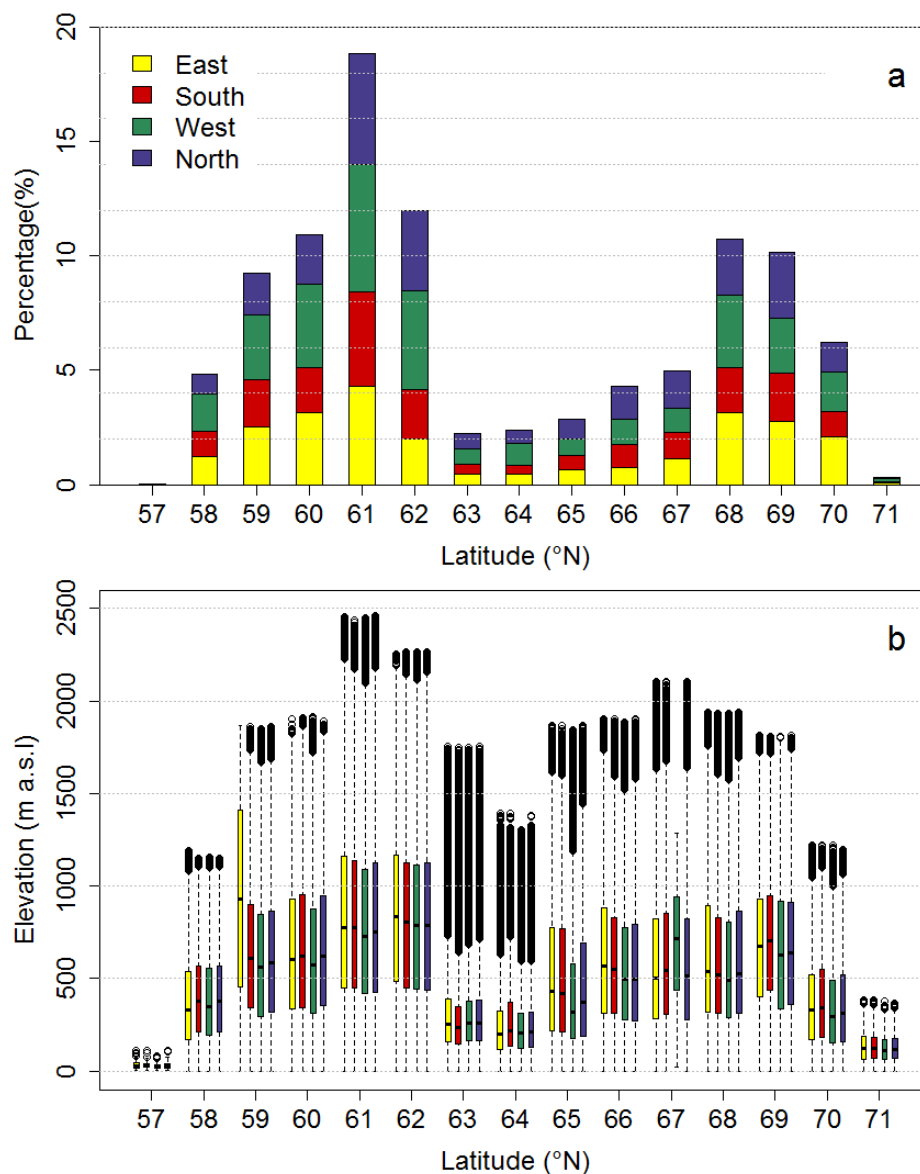 20
15
10
5
0
Percentage(%)
East
South
West
North
a
57 58 59 60 61 62 63 64 65 66 67 68 69 70 71
Latitude (°N)
2500
2000
1500
1000
500
0
Elevation (m a.s.l)
b
57 58 59 60 61 62 63 64 65 66 67 68 69 70 71
Latitude (°N)